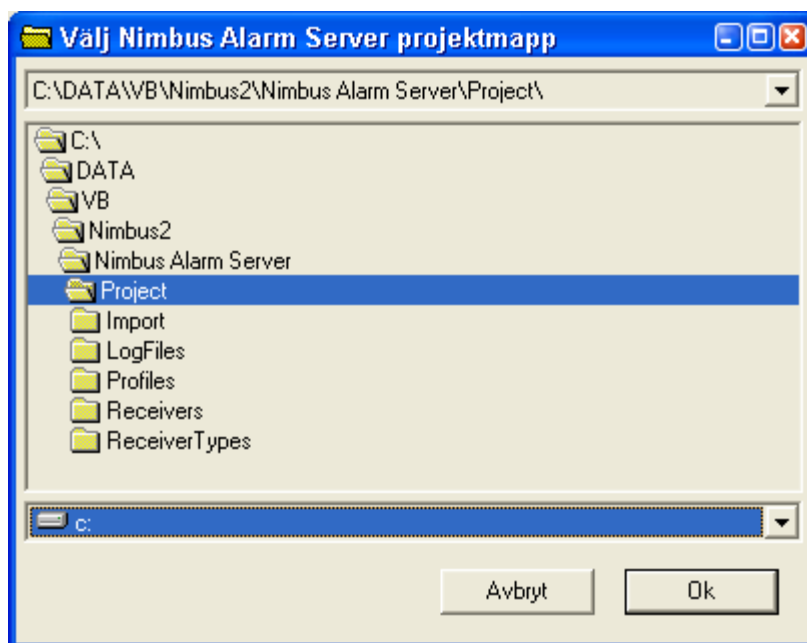 Välj Nimbus Alarm Server projektmapp
C:\DATA\VB\Nimbus2\Nimbus Alarm Server\Project\
C:\
DATA
VB
Nimbus2
Nimbus Alarm Server
Project
Import
LogFiles
Profiles
Receivers
ReceiverTypes
c:
Avbryt Ok